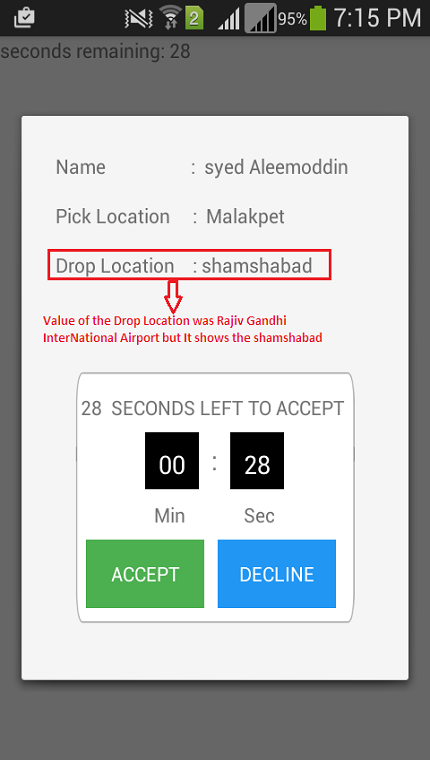 2 95% 7:15 PM
seconds remaining: 28
Name : syed Aleemoddin
Pick Location : Malakpet
Drop Location : shamshabad
Value of the Drop Location was Rajiv Gandhi
InterNational Airport but It shows the shamshabad
28 SECONDS LEFT TO ACCEPT
00 : 28
Min Sec
ACCEPT DECLINE